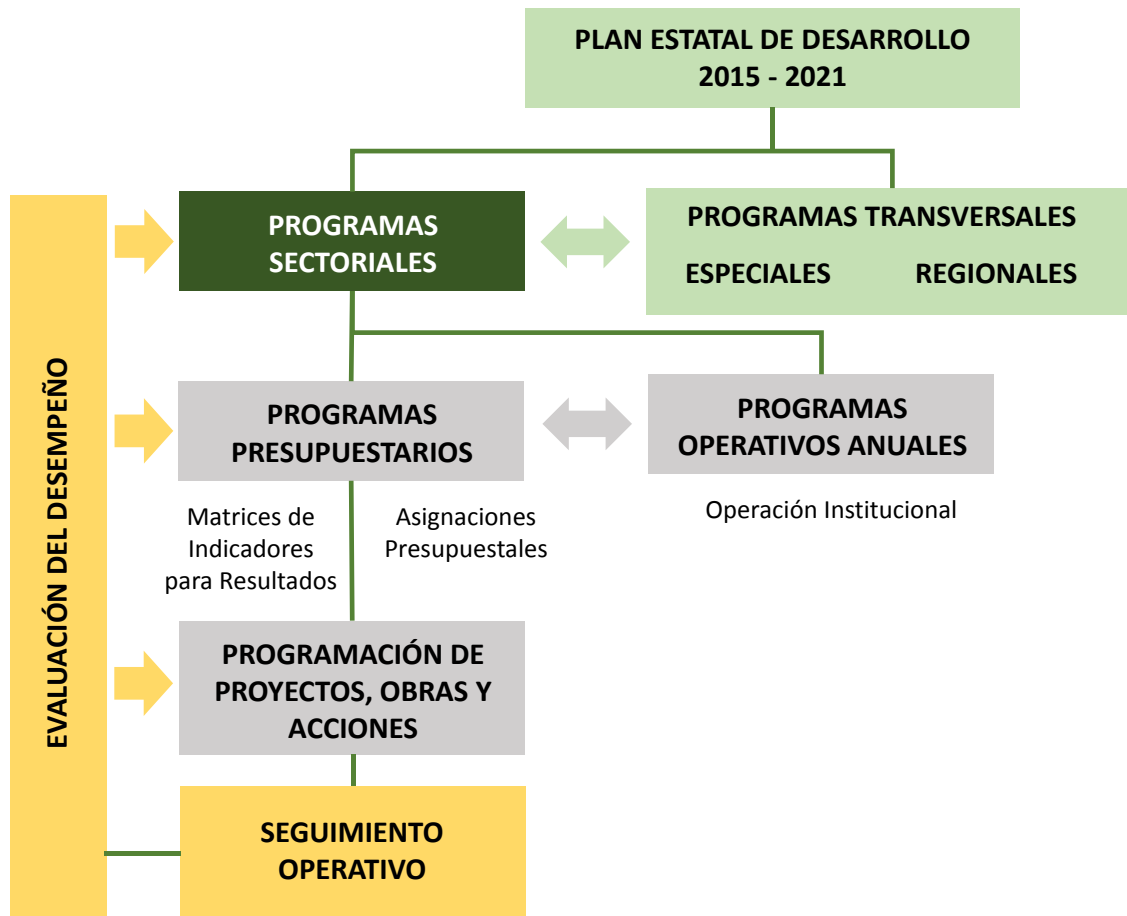 PLAN ESTATAL DE DESARROLLO
2015 - 2021
PROGRAMAS
SECTORIALES
PROGRAMAS TRANSVERSALES
ESPECIALES
REGIONALES
EVALUACIÓN DEL DESEMPEÑO
PROGRAMAS
PRESUPUESTARIOS
PROGRAMAS
OPERATIVOS ANUALES
Matrices de
Indicadores
para Resultados
Asignaciones
Presupuestales
Operación Institucional
PROGRAMACIÓN DE
PROYECTOS, OBRAS Y
ACCIONES
SEGUIMIENTO
OPERATIVO